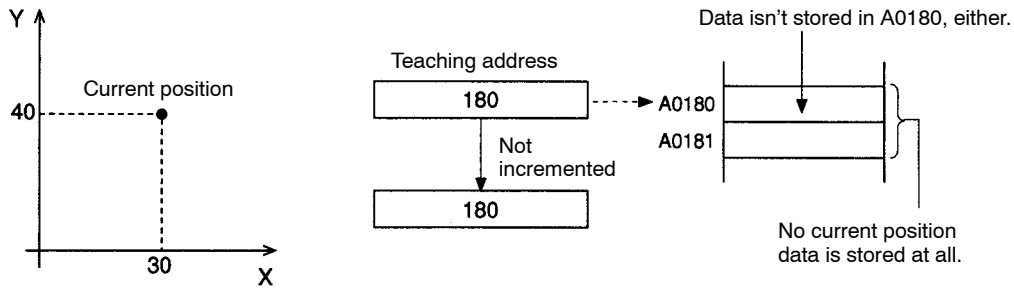 Y
Current position
40
30
X
Teaching address
180
Not
incremented
180
Data isn't stored in A0180, either.
A0180
A0181
No current position
data is stored at all.